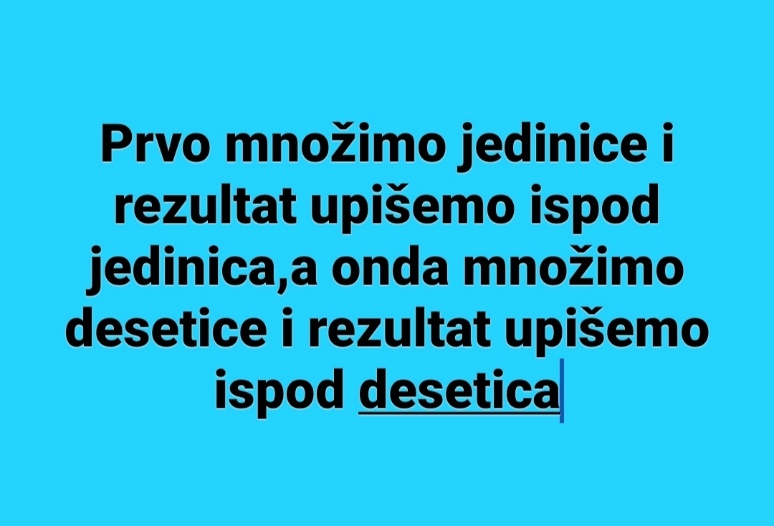 Prvo množimo jedinice i
rezultat upišemo ispod
jedinica,a onda množimo
desetice i rezultat upišemo
ispod desetica